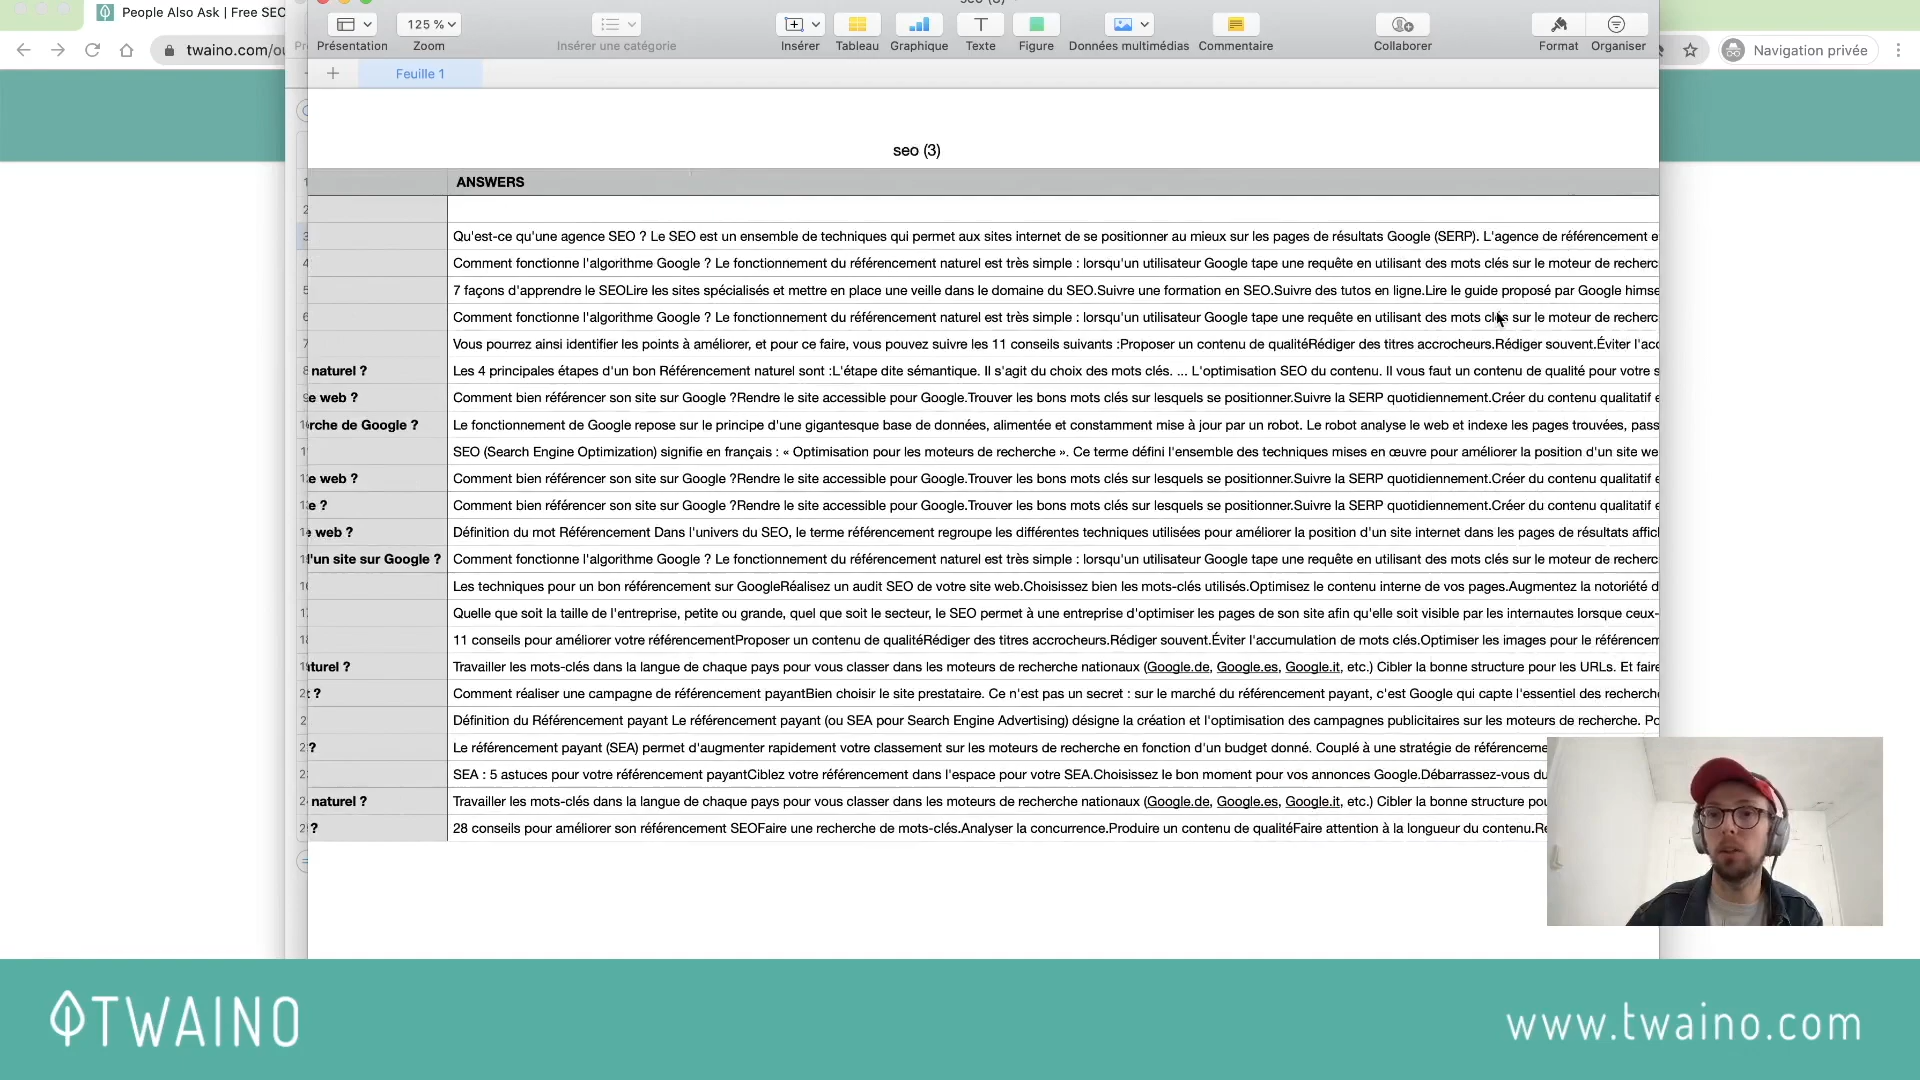 People Also Ask | Free SEO
twaino.com/ou
Navigation privée
125 %
Présentation
Zoom
Insérer une catégorie
Insérer
Tableau
Graphique
Texte
Figure
Données multimédias
Commentaire
Collaborer
Format
Organiser
Feuille 1
seo (3)
ANSWERS
Qu'est-ce qu'une agence SEO ? Le SEO est un ensemble de techniques qui permet aux sites internet de se positionner au mieux sur les pages de résultats Google (SERP). L'agence de référencement e
Comment fonctionne l'algorithme Google ? Le fonctionnement du référencement naturel est très simple : lorsqu'un utilisateur Google tape une requête en utilisant des mots clés sur le moteur de recherc
7 façons d'apprendre le SEOLire les sites spécialisés et mettre en place une veille dans le domaine du SEO.Suivre une formation en SEO.Suivre des tutos en ligne.Lire le guide proposé par Google himse
Comment fonctionne l'algorithme Google ? Le fonctionnement du référencement naturel est très simple : lorsqu'un utilisateur Google tape une requête en utilisant des mots clés sur le moteur de recherc
Vous pourrez ainsi identifier les points à améliorer, et pour ce faire, vous pouvez suivre les 11 conseils suivants :Proposer un contenu de qualitéRédiger des titres accrocheurs.Rédiger souvent.Éviter l'acc
naturel ? Les 4 principales étapes d'un bon Référencement naturel sont :L'étape dite sémantique. Il s'agit du choix des mots clés. ... L'optimisation SEO du contenu. Il vous faut un contenu de qualité pour votre s
e web ? Comment bien référencer son site sur Google ?Rendre le site accessible pour Google.Trouver les bons mots clés sur lesquels se positionner.Suivre la SERP quotidiennement.Créer du contenu qualitatif e
rche de Google ? Le fonctionnement de Google repose sur le principe d'une gigantesque base de données, alimentée et constamment mise à jour par un robot. Le robot analyse le web et indexe les pages trouvées, pass
SEO (Search Engine Optimization) signifie en français : « Optimisation pour les moteurs de recherche ». Ce terme défini l'ensemble des techniques mises en œuvre pour améliorer la position d'un site we
e web ? Comment bien référencer son site sur Google ?Rendre le site accessible pour Google.Trouver les bons mots clés sur lesquels se positionner.Suivre la SERP quotidiennement.Créer du contenu qualitatif e
e ? Comment bien référencer son site sur Google ?Rendre le site accessible pour Google.Trouver les bons mots clés sur lesquels se positionner.Suivre la SERP quotidiennement.Créer du contenu qualitatif e
e web ? Définition du mot Référencement Dans l'univers du SEO, le terme référencement regroupe les différentes techniques utilisées pour améliorer la position d'un site internet dans les pages de résultats affic
l'un site sur Google ? Comment fonctionne l'algorithme Google ? Le fonctionnement du référencement naturel est très simple : lorsqu'un utilisateur Google tape une requête en utilisant des mots clés sur le moteur de recherc
Les techniques pour un bon référencement sur GoogleRéalisez un audit SEO de votre site web.Choisissez bien les mots-clés utilisés.Optimisez le contenu interne de vos pages.Augmentez la notoriété d
Quelle que soit la taille de l'entreprise, petite ou grande, quel que soit le secteur, le SEO permet à une entreprise d'optimiser les pages de son site afin qu'elle soit visible par les internautes lorsque ceux-
11 conseils pour améliorer votre référencementProposer un contenu de qualitéRédiger des titres accrocheurs.Rédiger souvent.Éviter l'accumulation de mots clés.Optimiser les images pour le référencem
turel ? Travailler les mots-clés dans la langue de chaque pays pour vous classer dans les moteurs de recherche nationaux (Google.de, Google.es, Google.it, etc.) Cibler la bonne structure pour les URLs. Et faire
t ? Comment réaliser une campagne de référencement payantBien choisir le site prestataire. Ce n'est pas un secret : sur le marché du référencement payant, c'est Google qui capte l'essentiel des recherch
Définition du Référencement payant Le référencement payant (ou SEA pour Search Engine Advertising) désigne la création et l'optimisation des campagnes publicitaires sur les moteurs de recherche. Po
? Le référencement payant (SEA) permet d'augmenter rapidement votre classement sur les moteurs de recherche en fonction d'un budget donné. Couplé à une stratégie de référenceme
SEA : 5 astuces pour votre référencement payantCiblez votre référencement dans l'espace pour votre SEA.Choisissez le bon moment pour vos annonces Google.Débarrassez-vous du
naturel ? Travailler les mots-clés dans la langue de chaque pays pour vous classer dans les moteurs de recherche nationaux (Google.de, Google.es, Google.it, etc.) Cibler la bonne structure pou
? 28 conseils pour améliorer son référencement SEOFaire une recherche de mots-clés.Analyser la concurrence.Produire un contenu de qualitéFaire attention à la longueur du contenu.Re
TWAINO
www.twaino.com